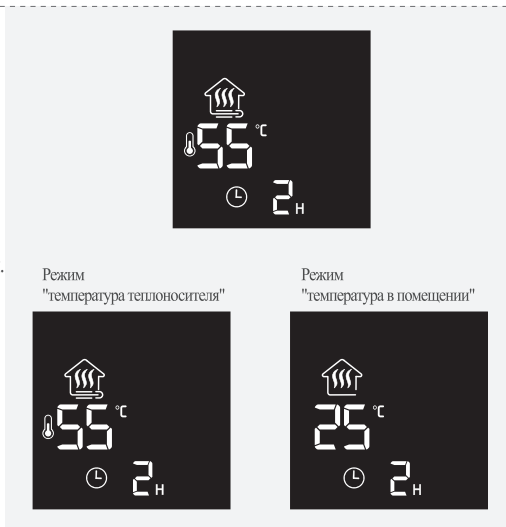 55 °C
2 H
.
Режим
"температура теплоносителя"
55 °C
2 H
Режим
"температура в помещении"
25 °C
2 H